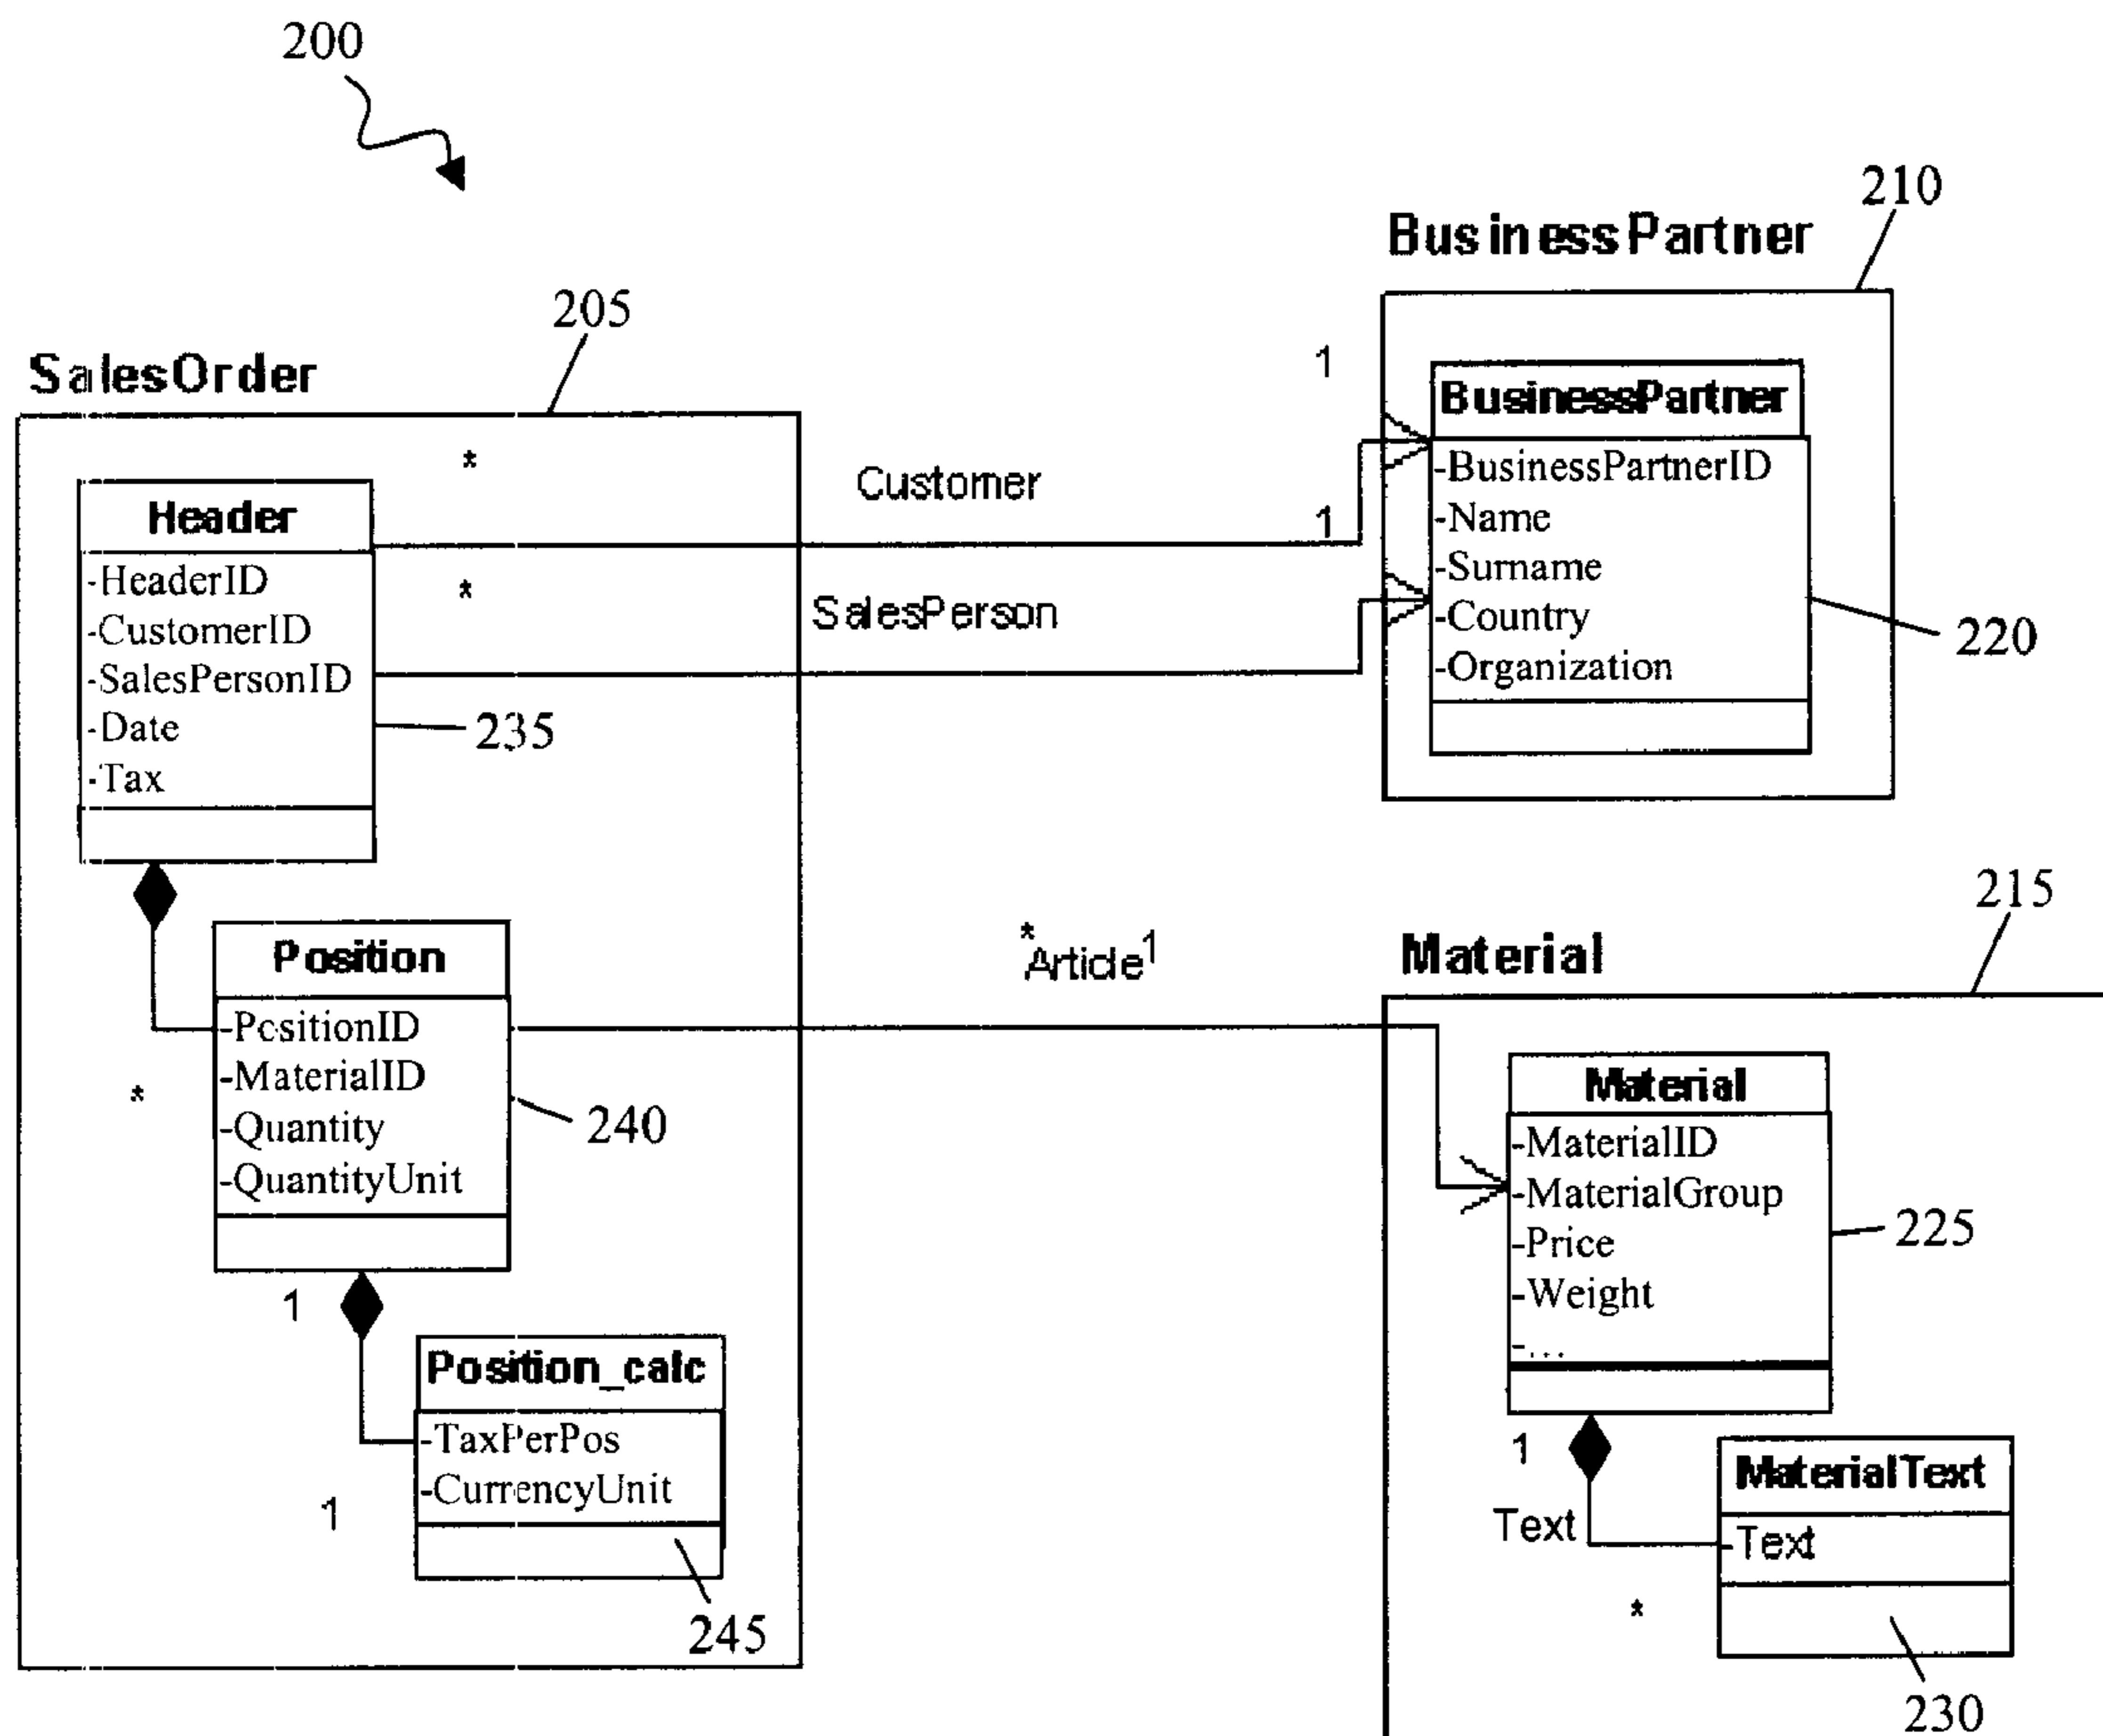 200
210
BusinessPartner
205
SalesOrder
1
BusinessPartner
*
Customer
-BusinessPartnerID
Header
1
-Name
-HeaderID
*
-Surname
SalesPerson
-CustomerID
-Country
220
-SalesPersonID
-Organization
-Date
235
-Tax
215
*
Article
1
Position
Material
-PositionID
-MaterialID
Material
*
-Quantity
240
-MaterialID
-QuantityUnit
-MaterialGroup
225
-Price
1
-Weight
-...
Position_calc
-TaxPerPos
1
MaterialText
-CurrencyUnit
1
Text
-Text
245
*
230